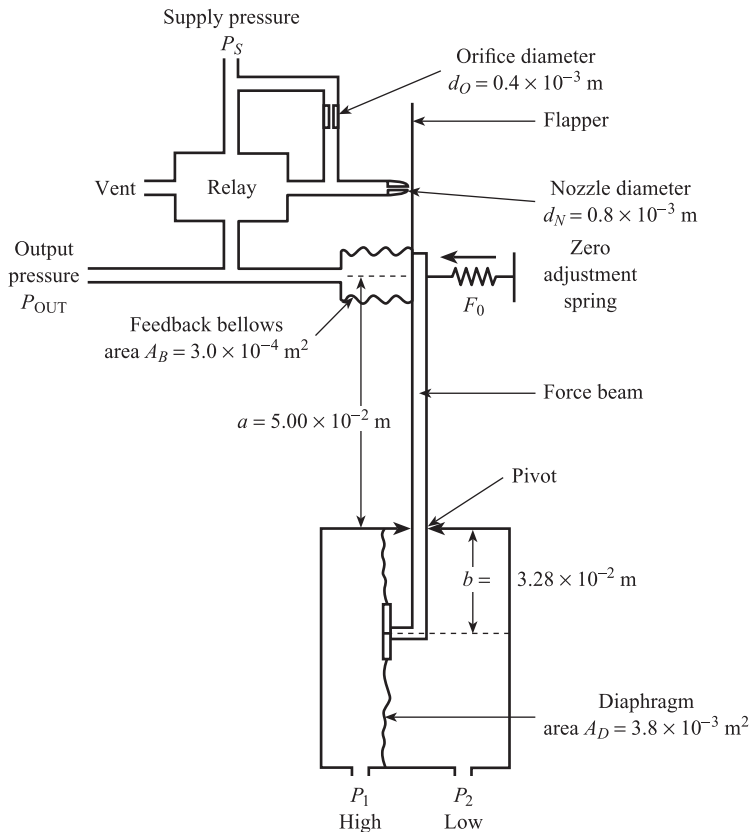 Supply pressure
P_S
Orifice diameter
d_O = 0.4 × 10⁻³ m
Flapper
Vent
Relay
Nozzle diameter
d_N = 0.8 × 10⁻³ m
Output
pressure
P_OUT
Zero
adjustment
spring
F_0
Feedback bellows
area A_B = 3.0 × 10⁻⁴ m²
Force beam
a = 5.00 × 10⁻² m
Pivot
b = 3.28 × 10⁻² m
Diaphragm
area A_D = 3.8 × 10⁻³ m²
P_1
High
P_2
Low